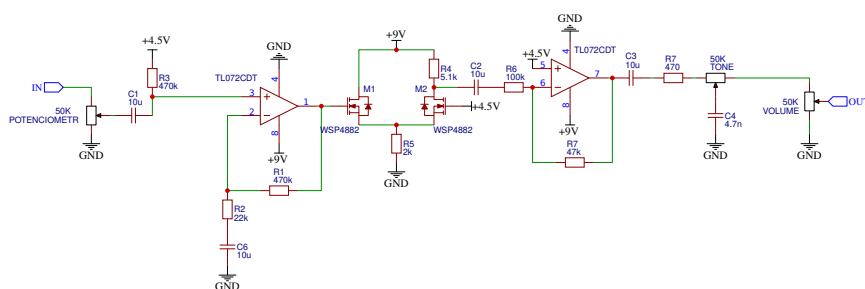 IN
50K
POTENCIOMETR
GND
C1
10u
+4.5V
R3
470k
GND
TL072CDT
4
3
2
1
8
+9V
R1
470k
R2
22k
C6
10u
GND
+9V
M1
WSP4882
R5
2k
GND
R4
5.1k
M2
WSP4882
+4.5V
C2
10u
R6
100k
GND
+4.5V
TL072CDT
4
5
6
7
8
+9V
R7
47k
C3
10u
R7
470
50K
TONE
C4
4.7n
GND
50K
VOLUME
OUT
GND